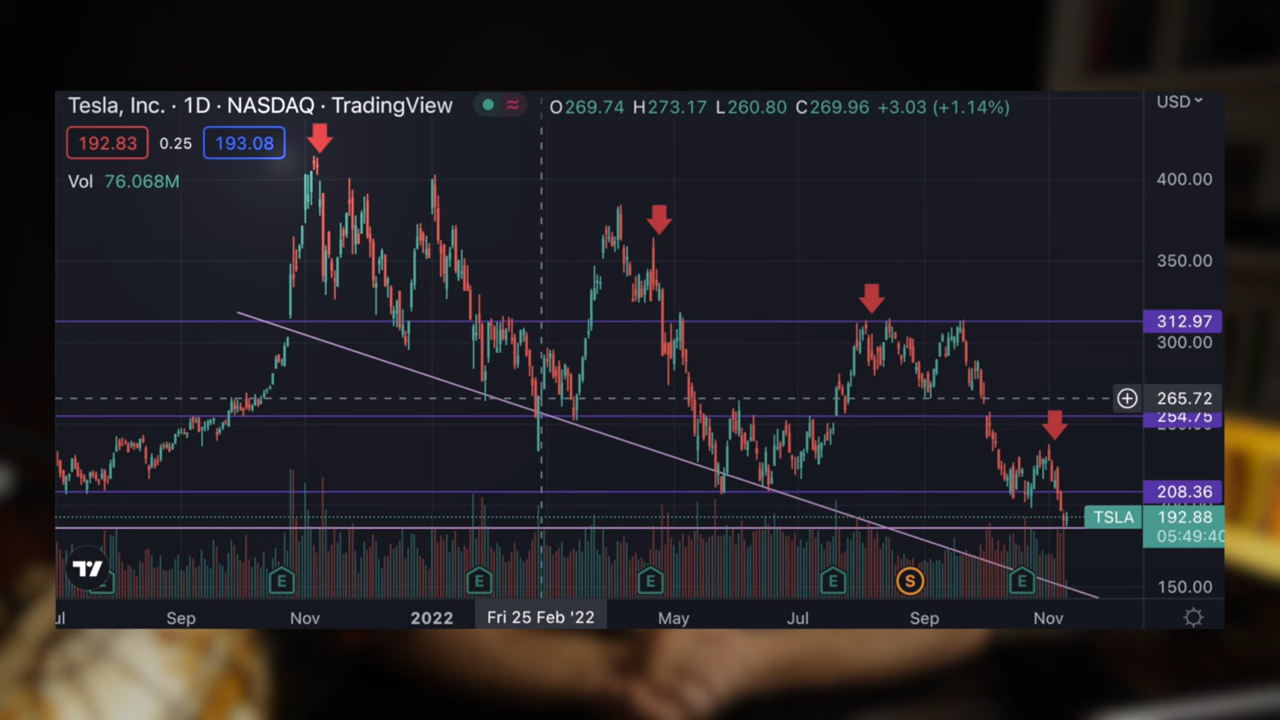 Tesla, Inc. · 1D · NASDAQ · TradingView O269.74 H273.17 L260.80 C269.96 +3.03 (+1.14%) USD
192.83 0.25 193.08
Vol 76.068M
400.00
350.00
312.97
300.00
265.72
254.75
208.36
TSLA 192.88
05:49:40
150.00
E E E E S E
Sep Nov 2022 Fri 25 Feb '22 May Jul Sep Nov